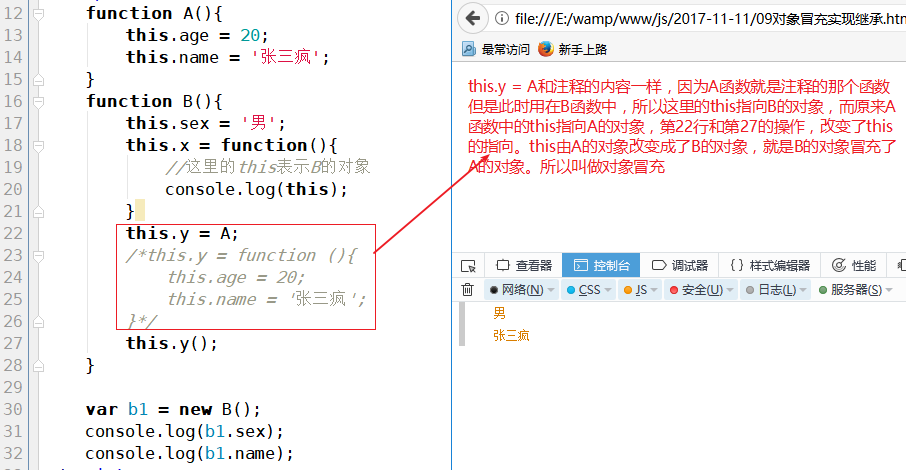 12 function A(){
13 this.age = 20;
14 this.name = '张三疯';
15 }
16 function B(){
17 this.sex = '男';
18 this.x = function(){
19 //这里的this表示B的对象
20 console.log(this);
21 }
22 this.y = A;
23 /*this.y = function (){
24 this.age = 20;
25 this.name = '张三疯';
26 }*/
27 this.y();
28 }
29
30 var b1 = new B();
31 console.log(b1.sex);
32 console.log(b1.name);
file:///E:/wamp/www/js/2017-11-11/09对象冒充实现继承.htm
最常访问 新手上路
this.y = A和注释的内容一样，因为A函数就是注释的那个函数
但是此时用在B函数中，所以这里的this指向B的对象，而原来A
函数中的this指向A的对象，第22行和第27的操作，改变了this
的指向。this由A的对象改变成了B的对象，就是B的对象冒充了
A的对象。所以叫做对象冒充
查看器 控制台 调试器 {} 样式编辑器 性能
网络(N) CSS JS 安全(U) 日志(L) 服务器(S)
男
张三疯